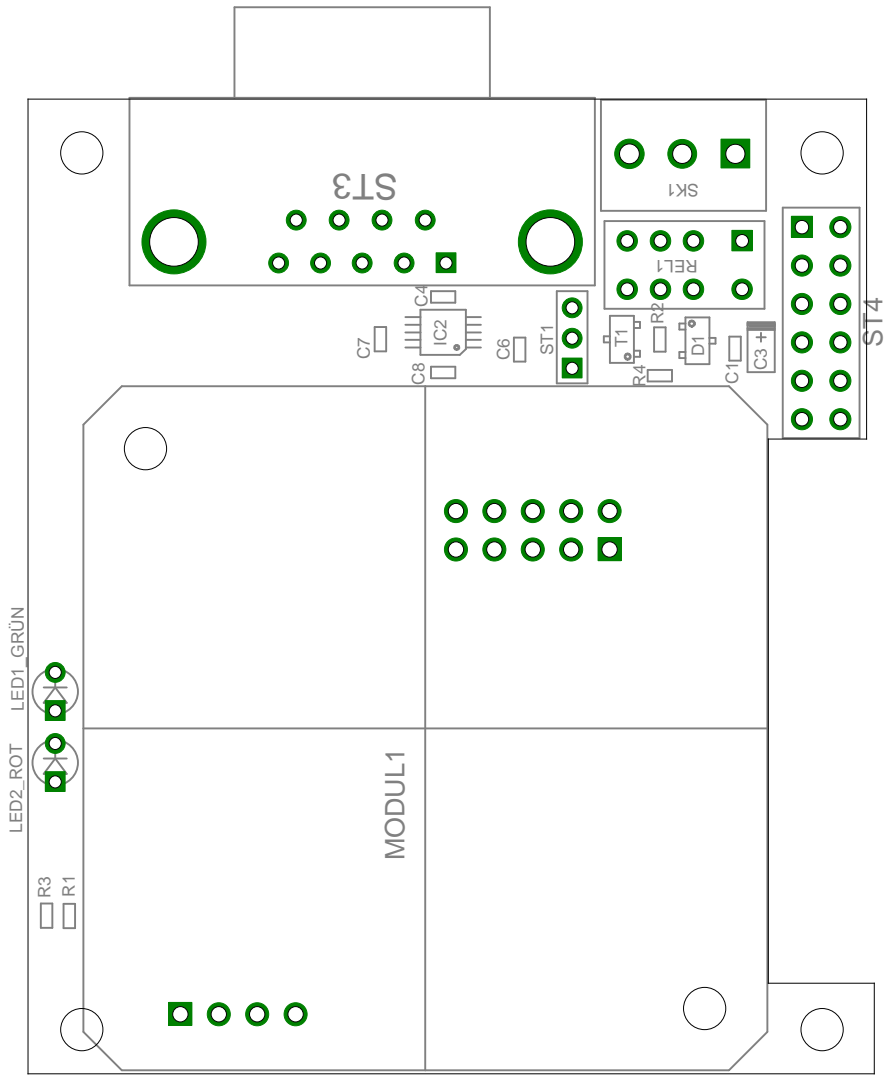 ST3
SK1
REL1
ST4
C4
R2
IC2
C7
C6
ST1
T1
D1
C3 +
C1
C8
R4
LED1_GRÜN
LED2_ROT
MODUL1
R3
R1